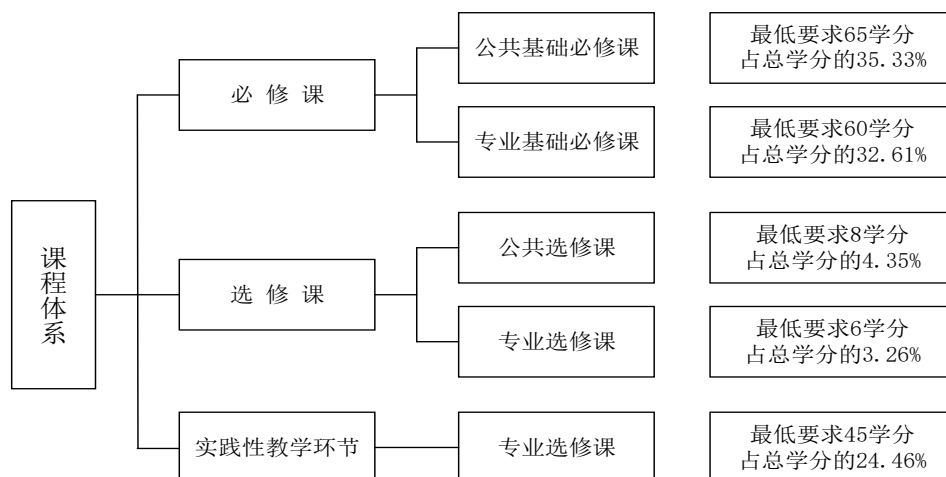 课程体系
必修课
公共基础必修课
最低要求65学分
占总学分的35.33%
专业基础必修课
最低要求60学分
占总学分的32.61%
选修课
公共选修课
最低要求8学分
占总学分的4.35%
专业选修课
最低要求6学分
占总学分的3.26%
实践性教学环节
专业选修课
最低要求45学分
占总学分的24.46%